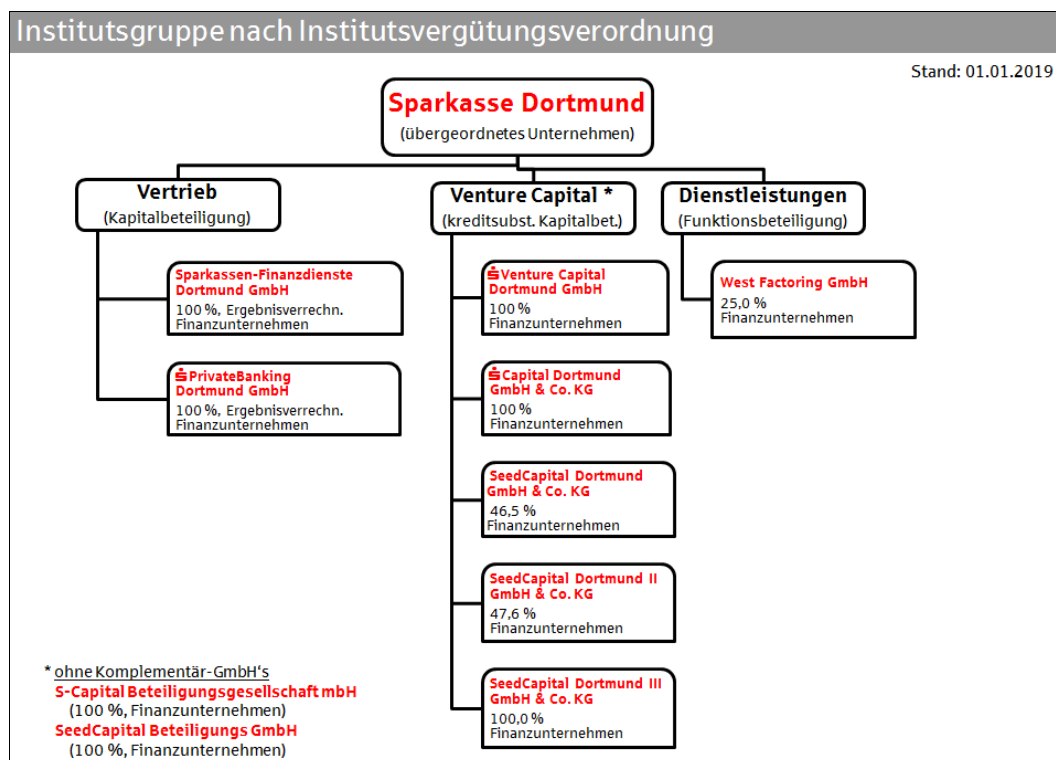 Institutsgruppe nach Institutsvergütungsverordnung
Stand: 01.01.2019
Sparkasse Dortmund
(übergeordnetes Unternehmen)
Vertrieb
(Kapitalbeteiligung)
Sparkassen-Finanzdienste
Dortmund GmbH
100 %, Ergebnisverrechn.
Finanzunternehmen
S PrivateBanking
Dortmund GmbH
100 %, Ergebnisverrechn.
Finanzunternehmen
Venture Capital *
(kreditsubst. Kapitalbet.)
S Venture Capital
Dortmund GmbH
100 %
Finanzunternehmen
S Capital Dortmund
GmbH & Co. KG
100 %
Finanzunternehmen
SeedCapital Dortmund
GmbH & Co. KG
46,5 %
Finanzunternehmen
SeedCapital Dortmund II
GmbH & Co. KG
47,6 %
Finanzunternehmen
SeedCapital Dortmund III
GmbH & Co. KG
100,0 %
Finanzunternehmen
Dienstleistungen
(Funktionsbeteiligung)
West Factoring GmbH
25,0 %
Finanzunternehmen
* ohne Komplementär-GmbH's
S-Capital Beteiligungsgesellschaft mbH
(100 %, Finanzunternehmen)
SeedCapital Beteiligungs GmbH
(100 %, Finanzunternehmen)